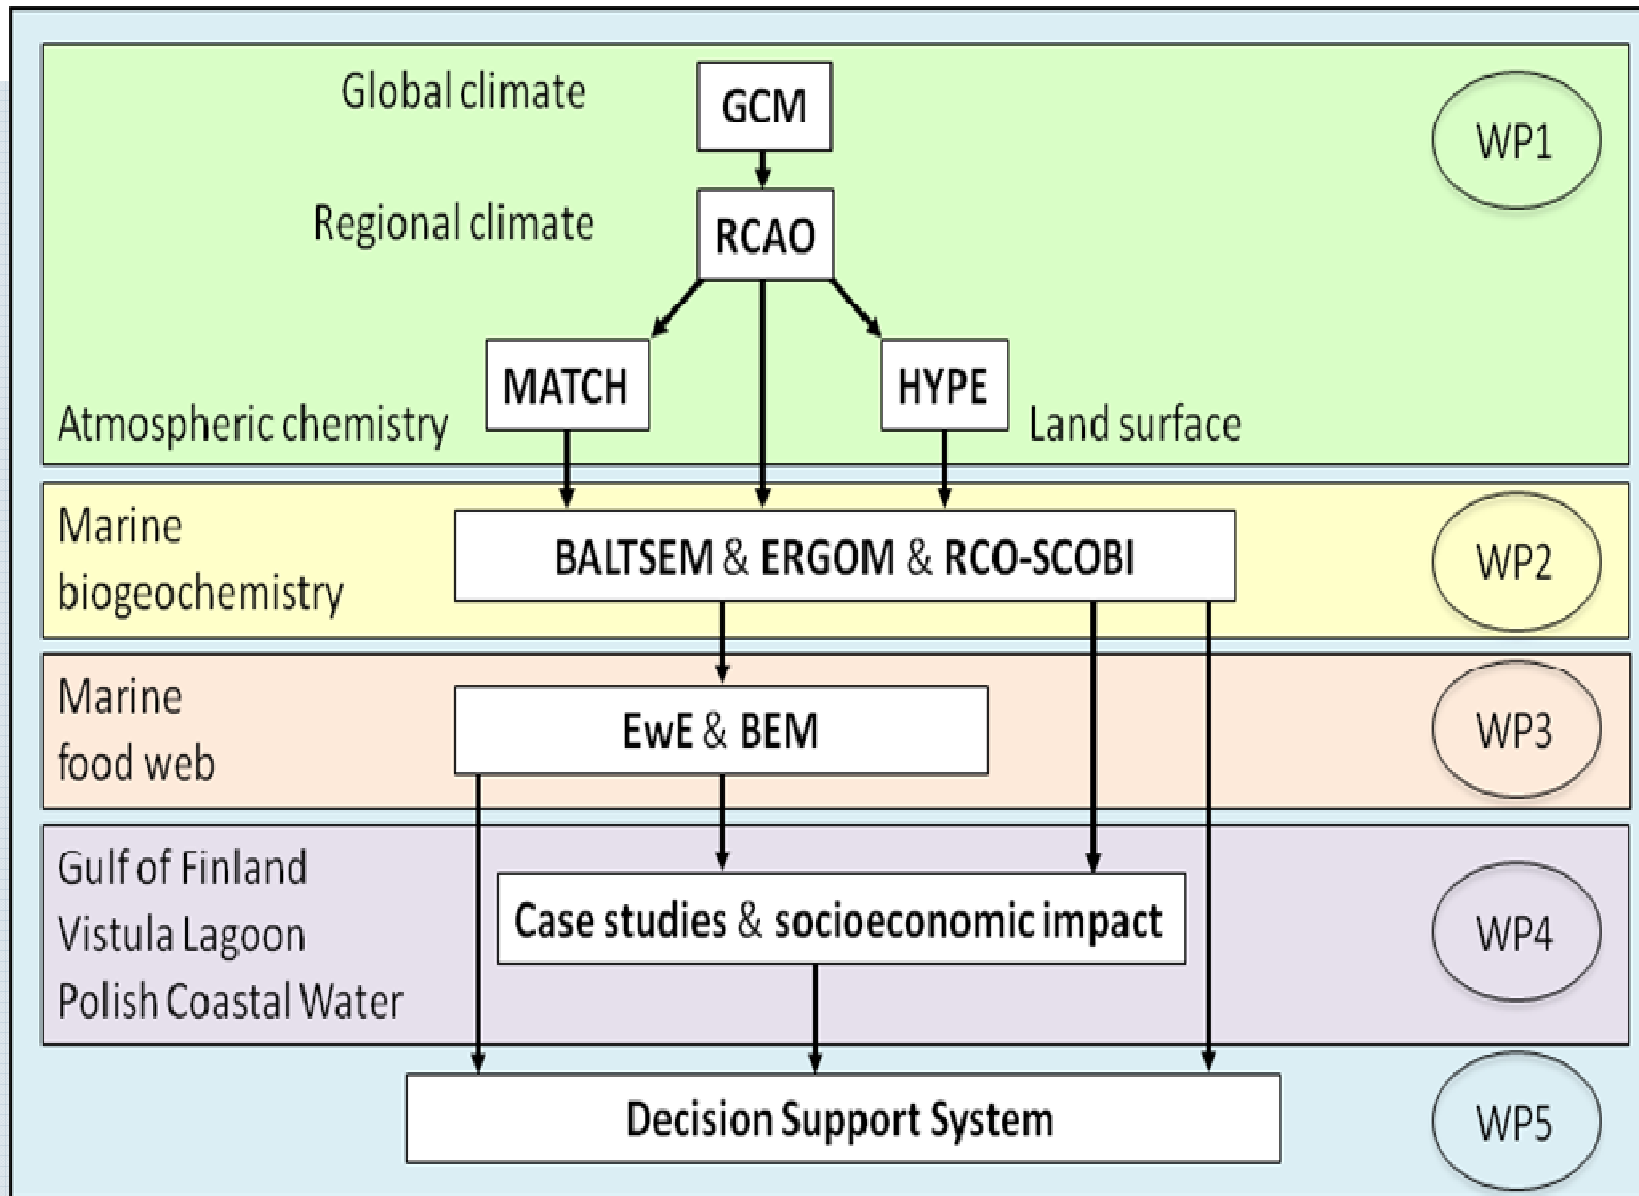 Global climate
GCM
WP1
Regional climate
RCAO
MATCH
HYPE
Atmospheric chemistry
Land surface
Marine
biogeochemistry
BALTSEM & ERGOM & RCO-SCOBI
WP2
Marine
food web
EwE & BEM
WP3
Gulf of Finland
Vistula Lagoon
Polish Coastal Water
Case studies & socioeconomic impact
WP4
Decision Support System
WP5